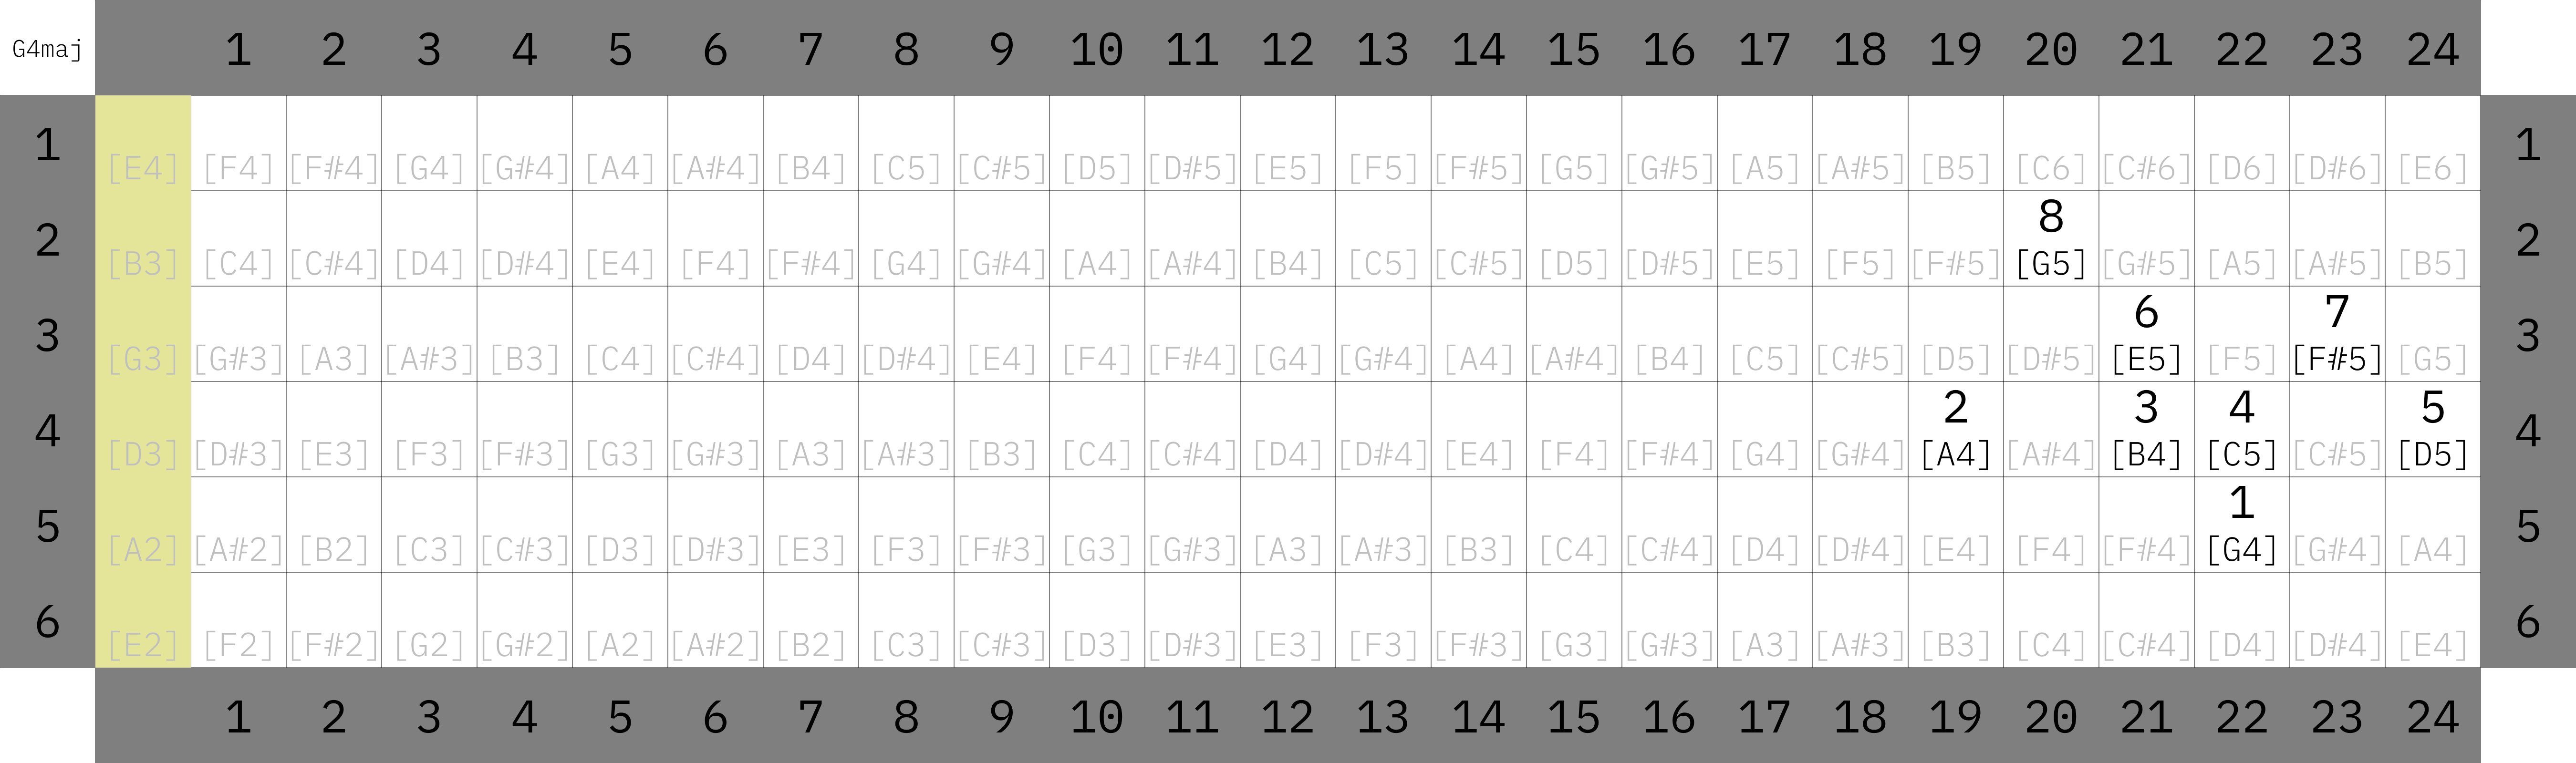 G4maj 1 2 3 4 5 6 7 8 9 10 11 12 13 14 15 16 17 18 19 20 21 22 23 24
1 [E4] [F4] [F#4] [G4] [G#4] [A4] [A#4] [B4] [C5] [C#5] [D5] [D#5] [E5] [F5] [F#5] [G5] [G#5] [A5] [A#5] [B5] [C6] [C#6] [D6] [D#6] [E6] 1
8
2 [B3] [C4] [C#4] [D4] [D#4] [E4] [F4] [F#4] [G4] [G#4] [A4] [A#4] [B4] [C5] [C#5] [D5] [D#5] [E5] [F5] [F#5] [G5] [G#5] [A5] [A#5] [B5] 2
6 7
3 [G3] [G#3] [A3] [A#3] [B3] [C4] [C#4] [D4] [D#4] [E4] [F4] [F#4] [G4] [G#4] [A4] [A#4] [B4] [C5] [C#5] [D5] [D#5] [E5] [F5] [F#5] [G5] 3
2 3 4 5
4 [D3] [D#3] [E3] [F3] [F#3] [G3] [G#3] [A3] [A#3] [B3] [C4] [C#4] [D4] [D#4] [E4] [F4] [F#4] [G4] [G#4] [A4] [A#4] [B4] [C5] [C#5] [D5] 4
1
5 [A2] [A#2] [B2] [C3] [C#3] [D3] [D#3] [E3] [F3] [F#3] [G3] [G#3] [A3] [A#3] [B3] [C4] [C#4] [D4] [D#4] [E4] [F4] [F#4] [G4] [G#4] [A4] 5
6 [E2] [F2] [F#2] [G2] [G#2] [A2] [A#2] [B2] [C3] [C#3] [D3] [D#3] [E3] [F3] [F#3] [G3] [G#3] [A3] [A#3] [B3] [C4] [C#4] [D4] [D#4] [E4] 6
1 2 3 4 5 6 7 8 9 10 11 12 13 14 15 16 17 18 19 20 21 22 23 24